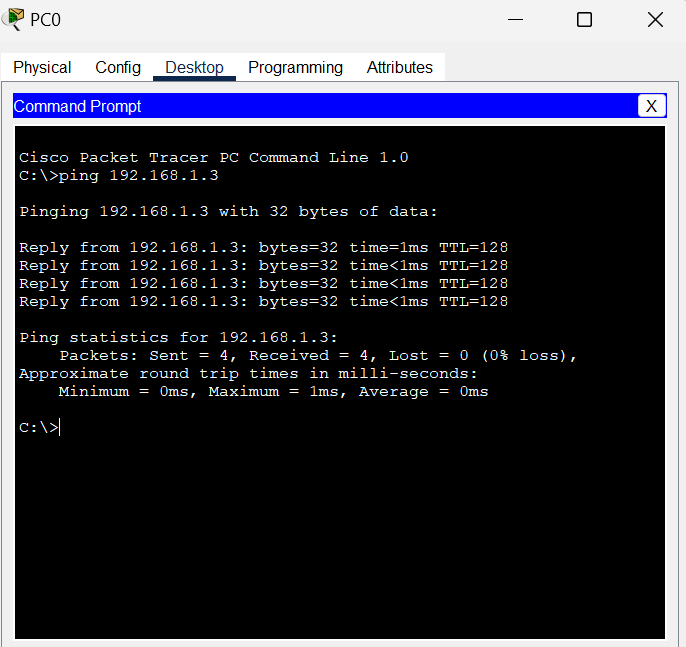 PC0
Physical Config Desktop Programming Attributes
Command Prompt
X
Cisco Packet Tracer PC Command Line 1.0
C:\>ping 192.168.1.3
Pinging 192.168.1.3 with 32 bytes of data:
Reply from 192.168.1.3: bytes=32 time=1ms TTL=128
Reply from 192.168.1.3: bytes=32 time<1ms TTL=128
Reply from 192.168.1.3: bytes=32 time<1ms TTL=128
Reply from 192.168.1.3: bytes=32 time<1ms TTL=128
Ping statistics for 192.168.1.3:
Packets: Sent = 4, Received = 4, Lost = 0 (0% loss),
Approximate round trip times in milli-seconds:
Minimum = 0ms, Maximum = 1ms, Average = 0ms
C:\>